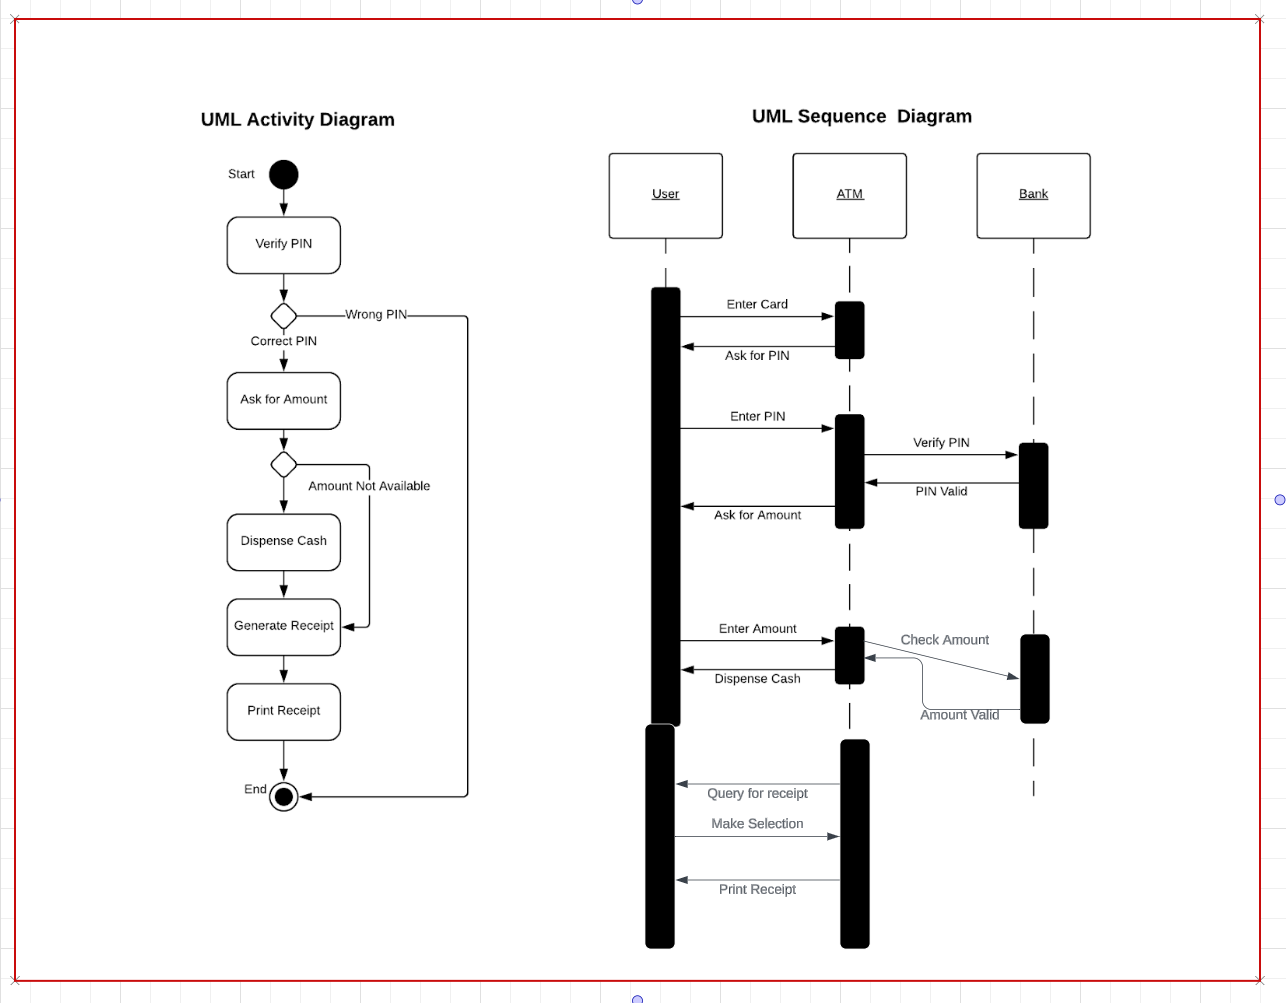 UML Activity Diagram
Start
Verify PIN
Wrong PIN
Correct PIN
Ask for Amount
Amount Not Available
Dispense Cash
Generate Receipt
Print Receipt
End
UML Sequence Diagram
User
ATM
Bank
Enter Card
Ask for PIN
Enter PIN
Verify PIN
PIN Valid
Ask for Amount
Enter Amount
Check Amount
Dispense Cash
Amount Valid
Query for receipt
Make Selection
Print Receipt